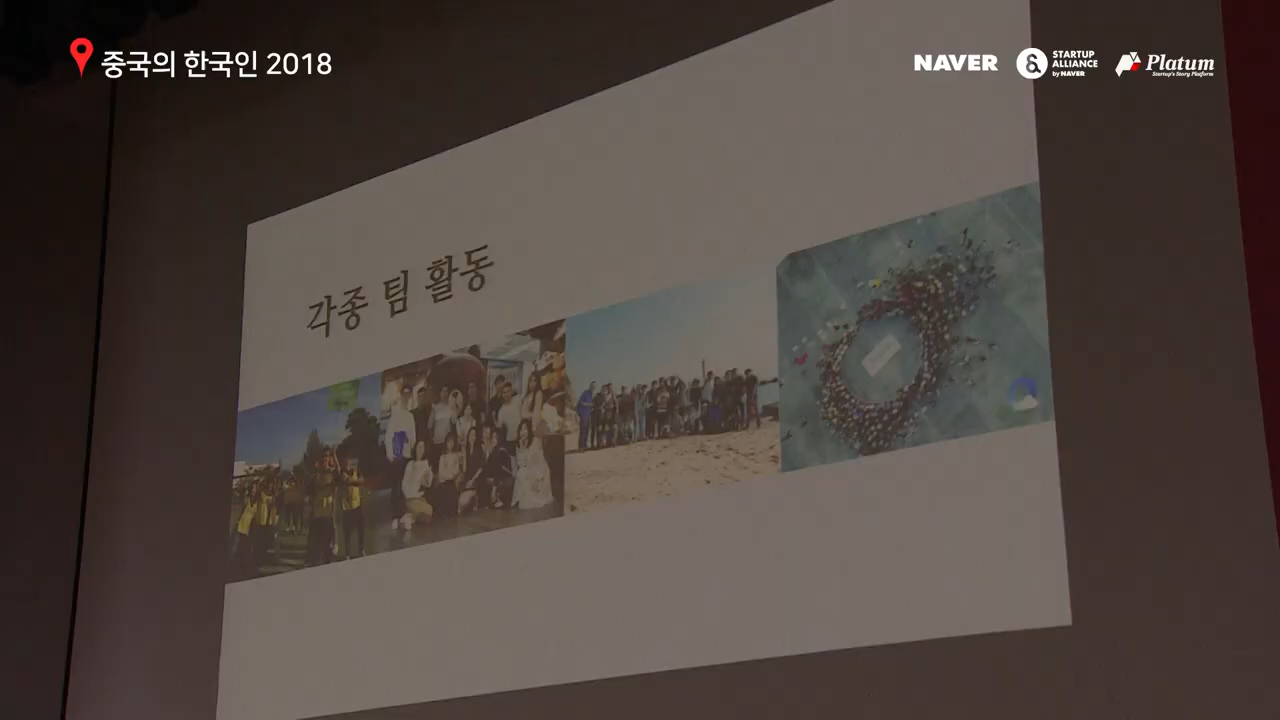 중국의 한국인 2018
NAVER
STARTUP
ALLIANCE
by NAVER
Platum
Startup's Story Platform
각종 팀 활동